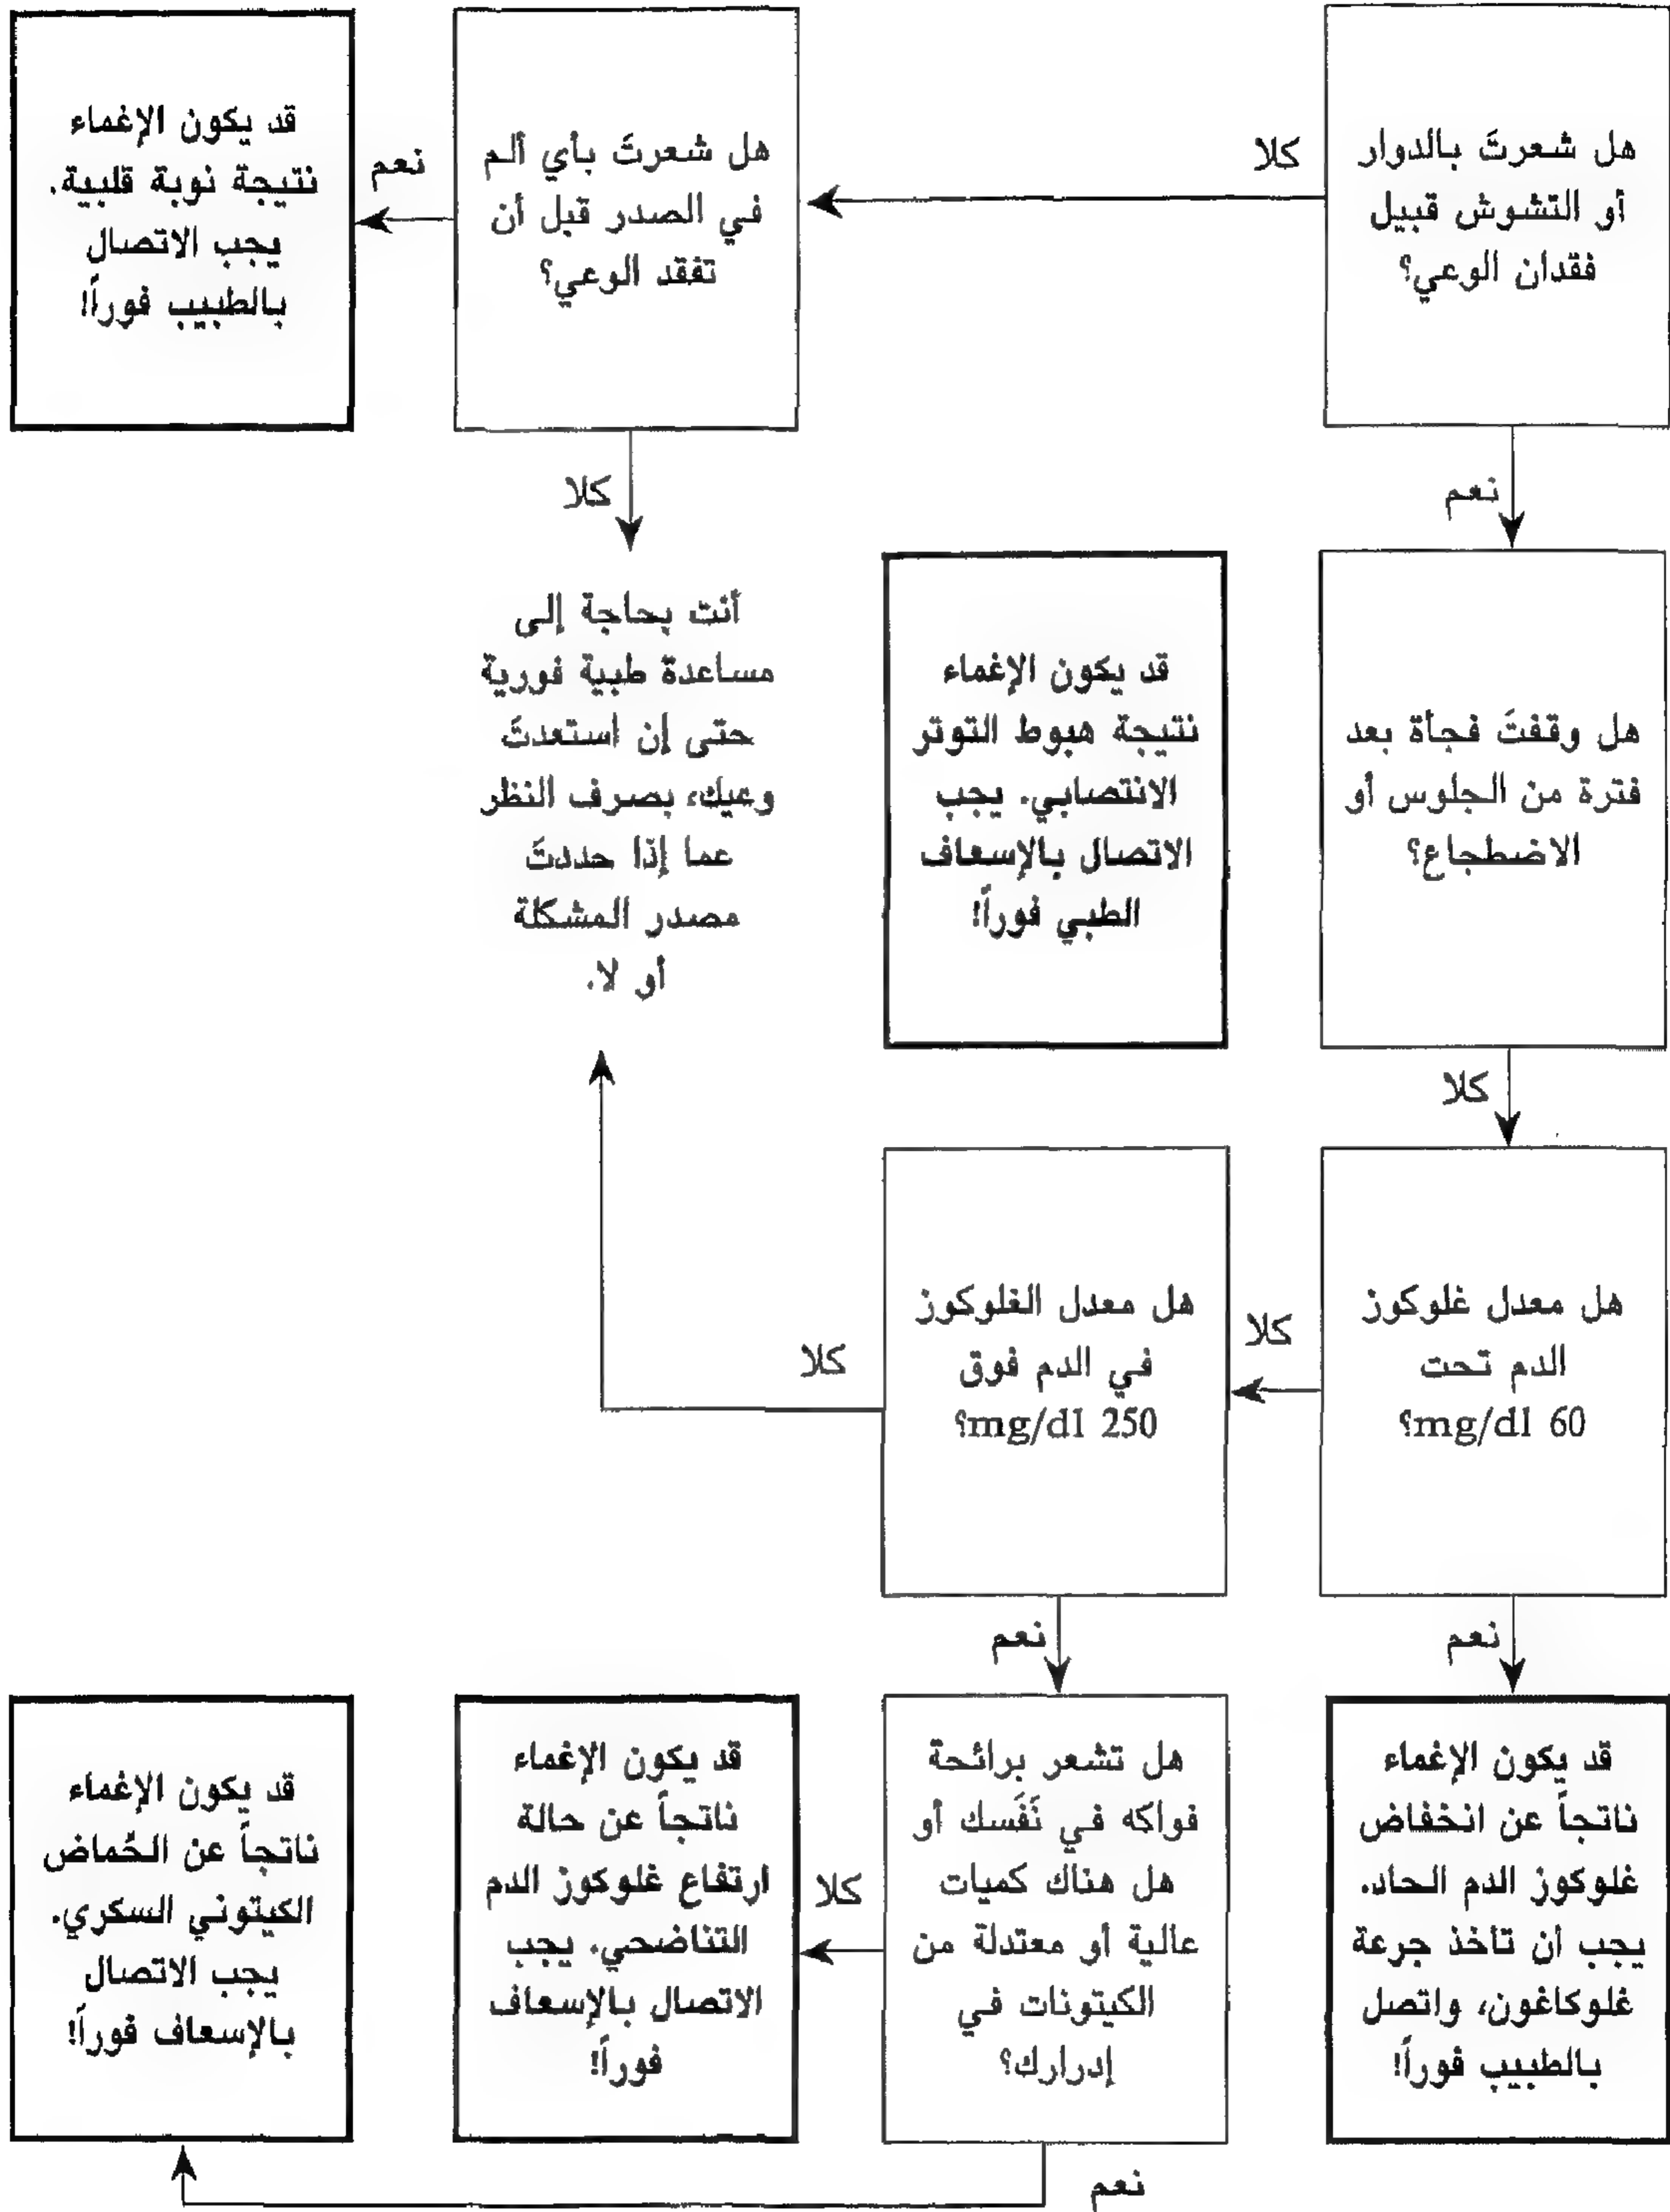 هل شعرتَ بالدوار
أو التشوش قبيل
فقدان الوعي؟
كلا
هل شعرتَ بأي ألم
في الصدر قبل أن
تفقد الوعي؟
نعم
قد يكون الإغماء
نتيجة نوبة قلبية.
يجب الاتصال
بالطبيب فوراً!
نعم
كلا
هل وقفتَ فجأة بعد
فترة من الجلوس أو
الاضطجاع؟
قد يكون الإغماء
نتيجة هبوط التوتر
الانتصابي. يجب
الاتصال بالإسعاف
الطبي فوراً!
أنت بحاجة إلى
مساعدة طبية فورية
حتى إن استعدتَ
وعيك، بصرف النظر
عما إذا حددتَ
مصدر المشكلة
أو لا.
كلا
هل معدل غلوكوز
الدم تحت
60 mg/dl؟
كلا
هل معدل الغلوكوز
في الدم فوق
250 mg/dl؟
كلا
نعم
نعم
قد يكون الإغماء
ناتجاً عن انخفاض
غلوكوز الدم الحاد.
يجب أن تأخذ جرعة
غلوكاغون، واتصل
بالطبيب فوراً!
هل تشعر برائحة
فواكه في نَفَسك أو
هل هناك كميات
عالية أو معتدلة من
الكيتونات في
إدرارك؟
كلا
قد يكون الإغماء
ناتجاً عن حالة
ارتفاع غلوكوز الدم
التناضحي. يجب
الاتصال بالإسعاف
فوراً!
قد يكون الإغماء
ناتجاً عن الحُماض
الكيتوني السكري.
يجب الاتصال
بالإسعاف فوراً!
نعم